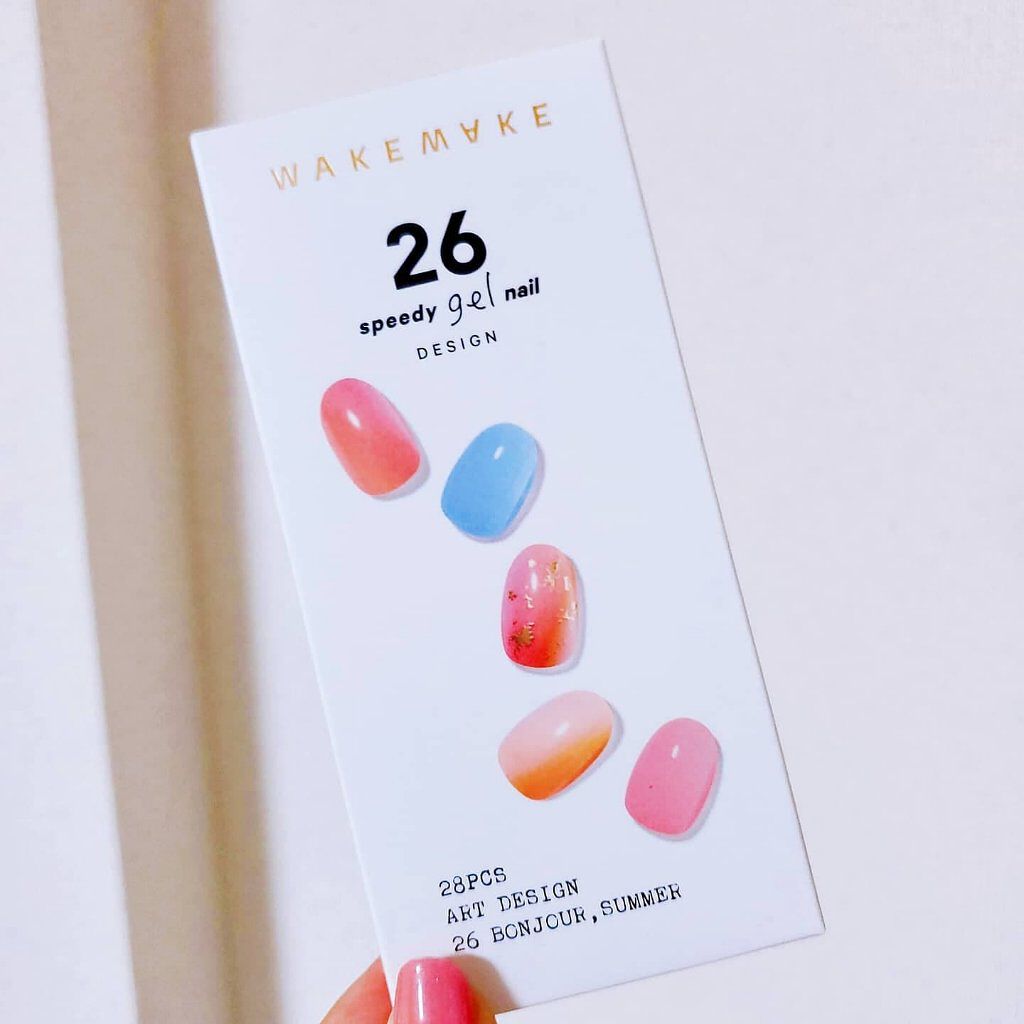 WAKEMAKE
26
speedy gel nail
DESIGN
28PCS
ART DESIGN
26 BONJOUR,SUMMER